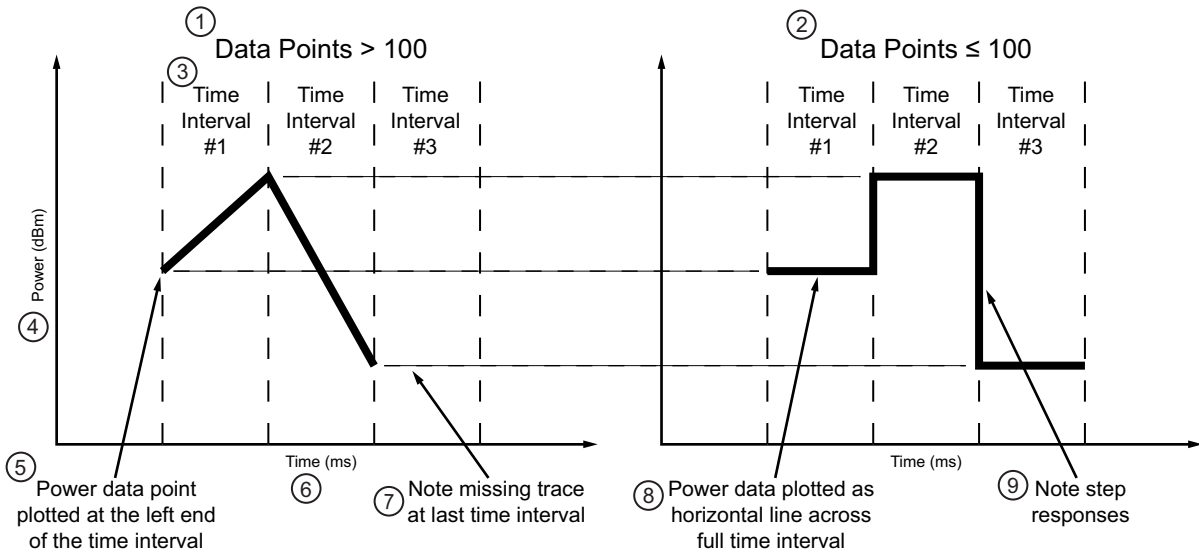 ① Data Points > 100
② Data Points ≤ 100
③ Time Interval #1
Time Interval #2
Time Interval #3
Time Interval #1
Time Interval #2
Time Interval #3
④ Power (dBm)
Time (ms)
⑥
Time (ms)
⑤ Power data point
plotted at the left end
of the time interval
⑦ Note missing trace
at last time interval
⑧ Power data plotted as
horizontal line across
full time interval
⑨ Note step
responses